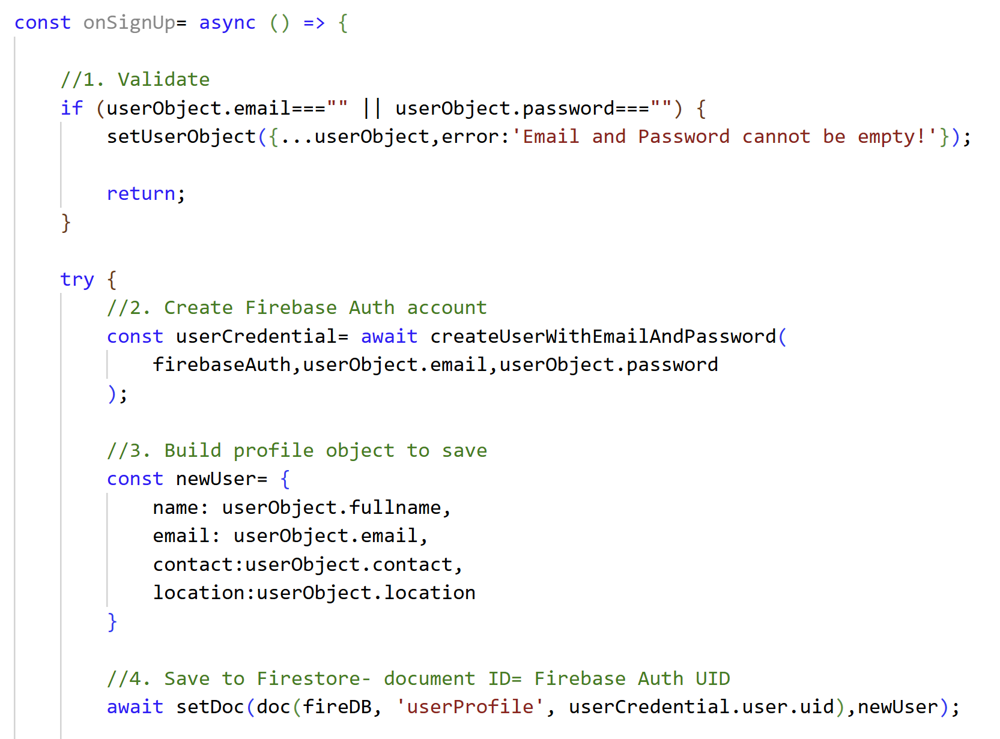 const onSignUp= async () => {
//1. Validate
if (userObject.email==="" || userObject.password==="") {
setUserObject({...userObject,error:'Email and Password cannot be empty!'});
return;
}
try {
//2. Create Firebase Auth account
const userCredential= await createUserWithEmailAndPassword(
firebaseAuth,userObject.email,userObject.password
);
//3. Build profile object to save
const newUser= {
name: userObject.fullname,
email: userObject.email,
contact:userObject.contact,
location:userObject.location
}
//4. Save to Firestore- document ID= Firebase Auth UID
await setDoc(doc(fireDB, 'userProfile', userCredential.user.uid),newUser);